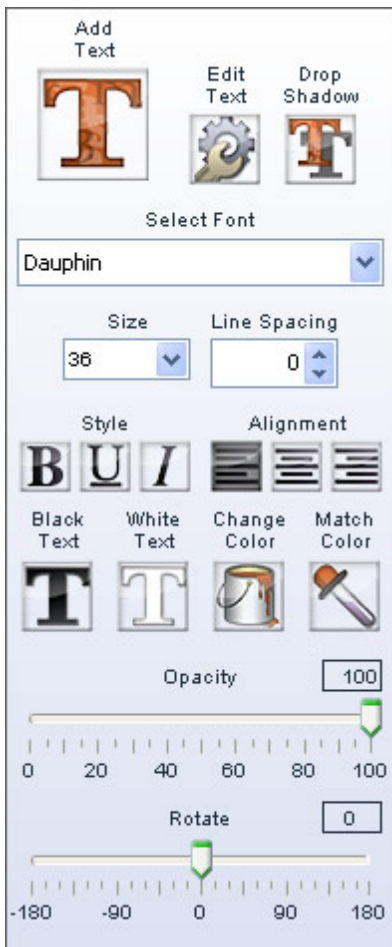 Add
Text
Edit
Text
Drop
Shadow
Select Font
Dauphin
Size
Line Spacing
36
0
Style
Alignment
B U I
Black
Text
White
Text
Change
Color
Match
Color
Opacity
100
0 20 40 60 80 100
Rotate
0
-180 -90 0 90 180